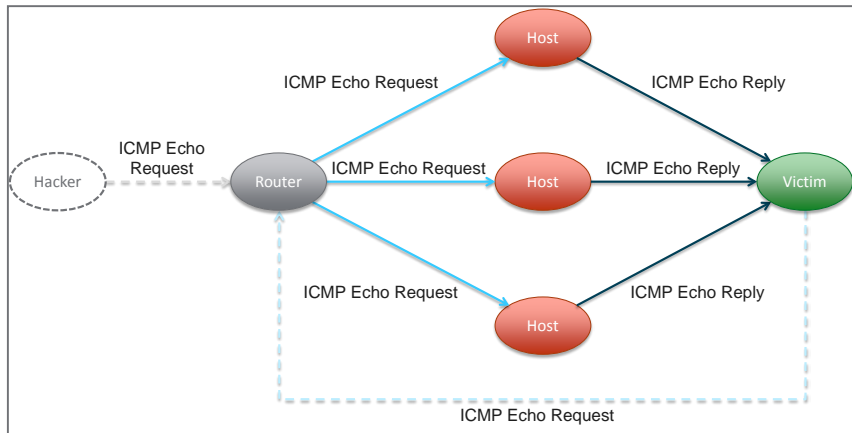 Host
ICMP Echo Request
ICMP Echo Reply
ICMP Echo
Request
Hacker
Router
ICMP Echo Request
Host
ICMP Echo Reply
Victim
ICMP Echo Request
ICMP Echo Reply
Host
ICMP Echo Request